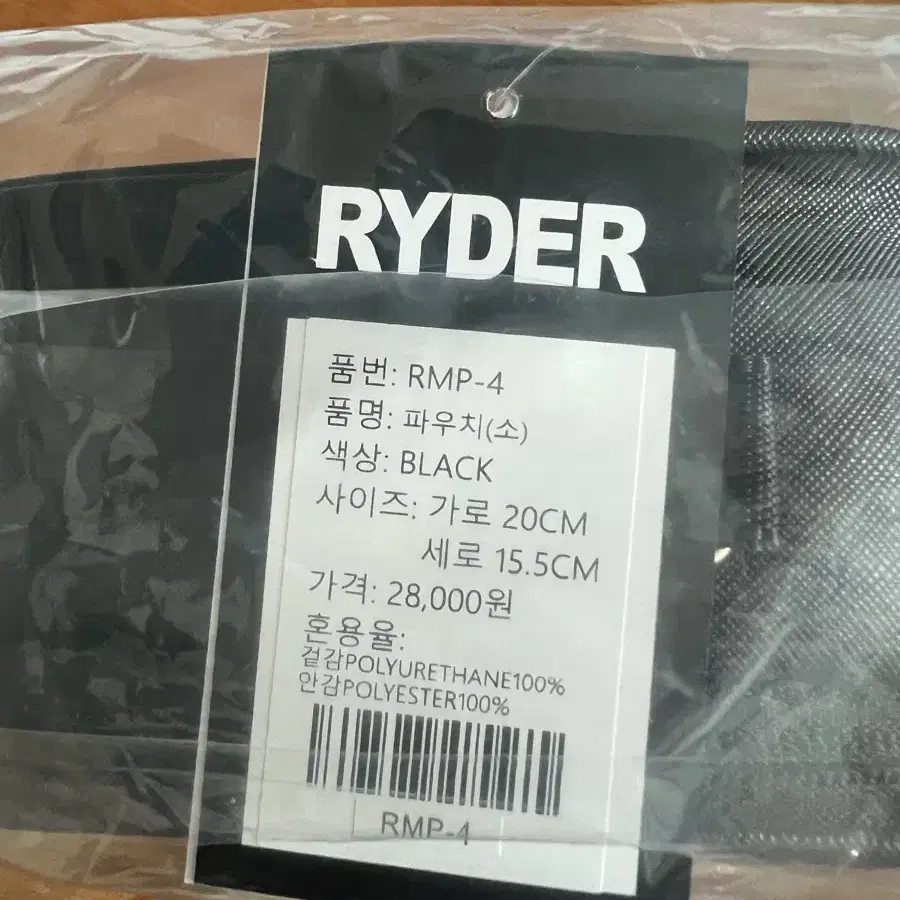 RYDER
품번: RMP-4
품명: 파우치(소)
색상: BLACK
사이즈: 가로 20CM
세로 15.5CM
가격: 28,000원
혼용율:
겉감POLYURETHANE100%
안감POLYESTER100%
RMP-4